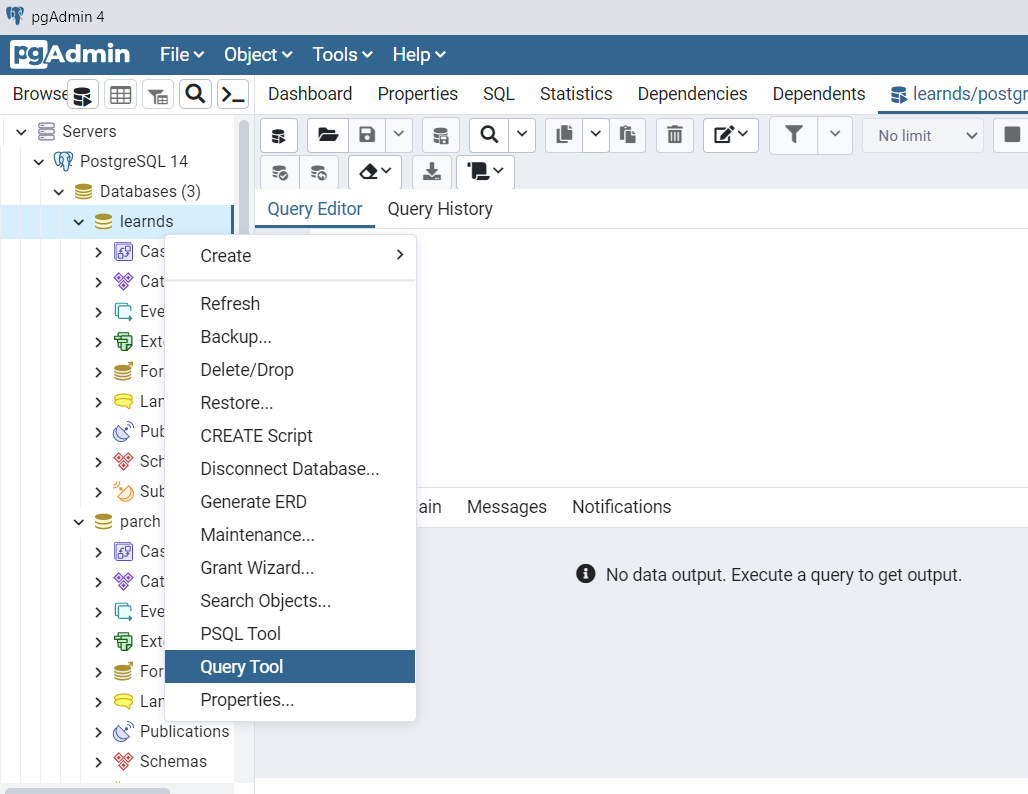 pgAdmin 4
pgAdmin File Object Tools Help
Browse Dashboard Properties SQL Statistics Dependencies Dependents learnds/postgr
Servers
PostgreSQL 14
No limit
Databases (3)
Query Editor Query History
learnds
Cas
Cat
Eve
Ext
For
Lan
Pub
Sch
Sub
parch
Cas
Cat
Eve
Ext
For
Lan
Publications
Schemas
Create
Refresh
Backup...
Delete/Drop
Restore...
CREATE Script
Disconnect Database...
Generate ERD
Maintenance...
Grant Wizard...
Search Objects...
PSQL Tool
Query Tool
Properties...
ain Messages Notifications
No data output. Execute a query to get output.